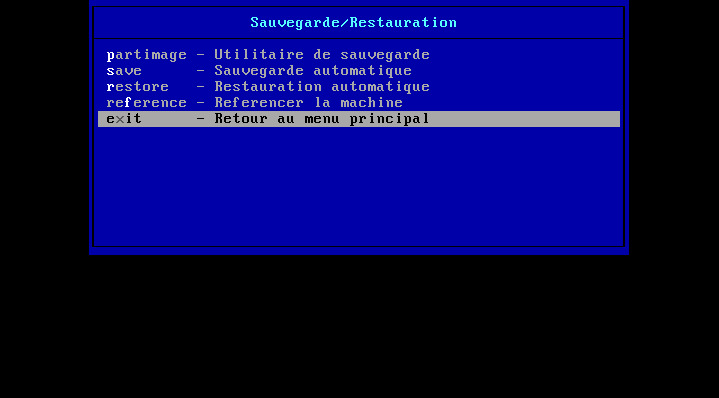 Sauvegarde/Restauration
partimage - Utilitaire de sauvegarde
save - Sauvegarde automatique
restore - Restauration automatique
reference - Referencer la machine
exit - Retour au menu principal